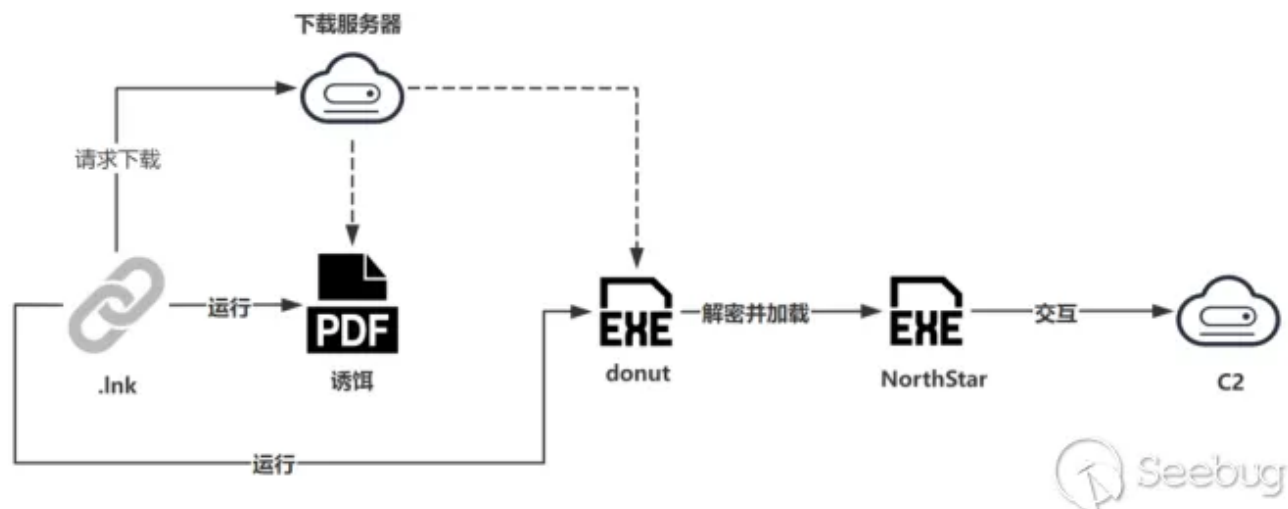 下载服务器
请求下载
.lnk
运行
PDF
诱饵
EXE
donut
解密并加载
EXE
NorthStar
交互
C2
运行
Seebug